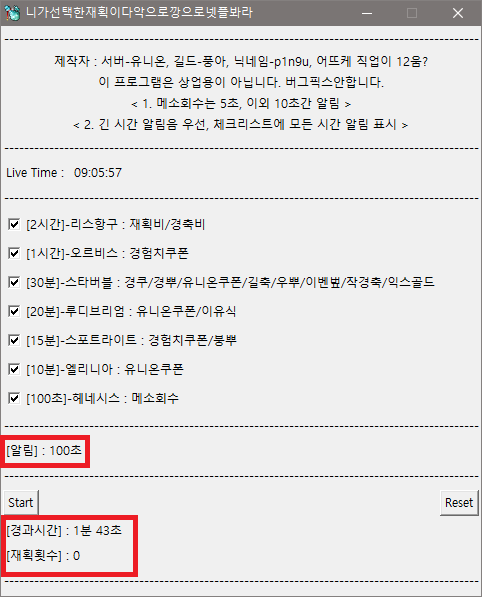 니가선택한재획이다악으로깡으로넷플봐라
제작자 : 서버-유니온, 길드-풍아, 닉네임-p1n9u, 어뜨케 직업이 12움?
이 프로그램은 상업용이 아닙니다. 버그픽스안합니다.
< 1. 메소회수는 5초, 이외 10초간 알림 >
< 2. 긴 시간 알림음 우선, 체크리스트에 모든 시간 알림 표시 >
Live Time : 09:05:57
[2시간]-리스항구 : 재획비/경축비
[1시간]-오르비스 : 경험치쿠폰
[30분]-스타버블 : 경쿠/경뿌/유니온쿠폰/길축/우뿌/이벤벞/작경축/익스골드
[20분]-루디브리엄 : 유니온쿠폰/이유식
[15분]-스포트라이트 : 경험치쿠폰/붕뿌
[10분]-엘리니아 : 유니온쿠폰
[100초]-헤네시스 : 메소회수
[알림] : 100초
Start
Reset
[경과시간] : 1분 43초
[재획횟수] : 0